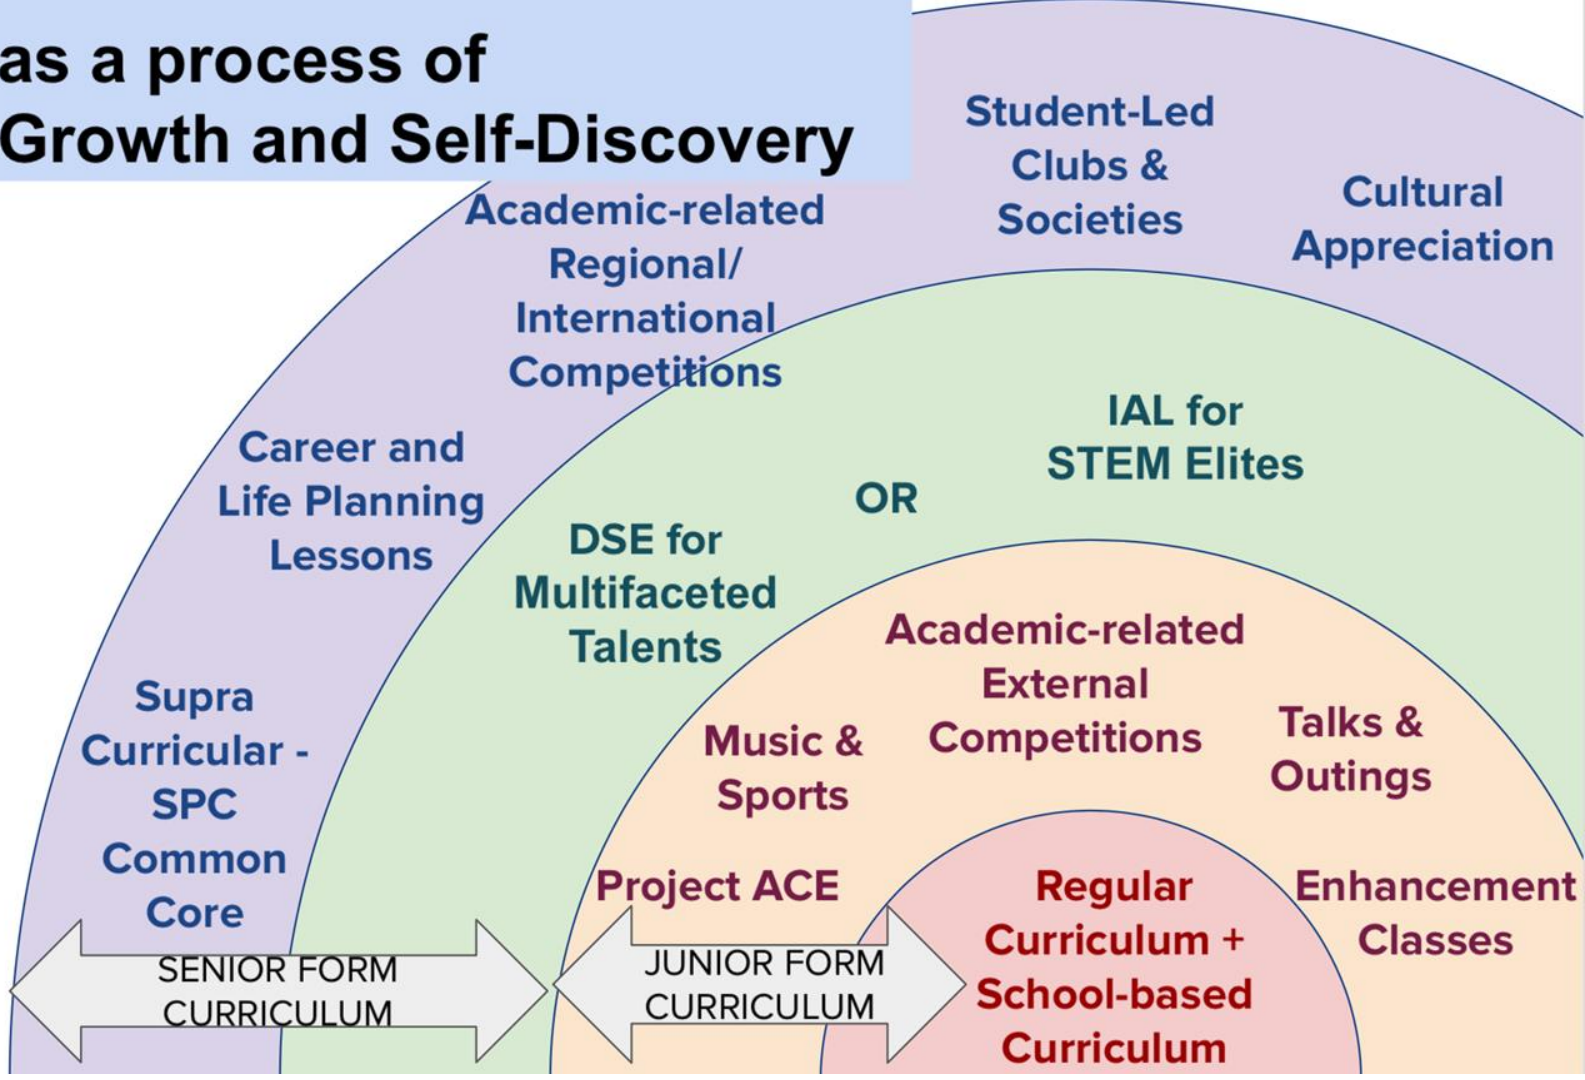 as a process of
Growth and Self-Discovery
Student-Led
Clubs &
Societies
Cultural
Appreciation
Academic-related
Regional/
International
Competitions
Career and
Life Planning
Lessons
Supra
Curricular -
SPC
Common
Core
IAL for
STEM Elites
OR
DSE for
Multifaceted
Talents
Academic-related
External
Competitions
Music &
Sports
Talks &
Outings
Project ACE
Enhancement
Classes
Regular
Curriculum +
School-based
Curriculum
SENIOR FORM
CURRICULUM
JUNIOR FORM
CURRICULUM